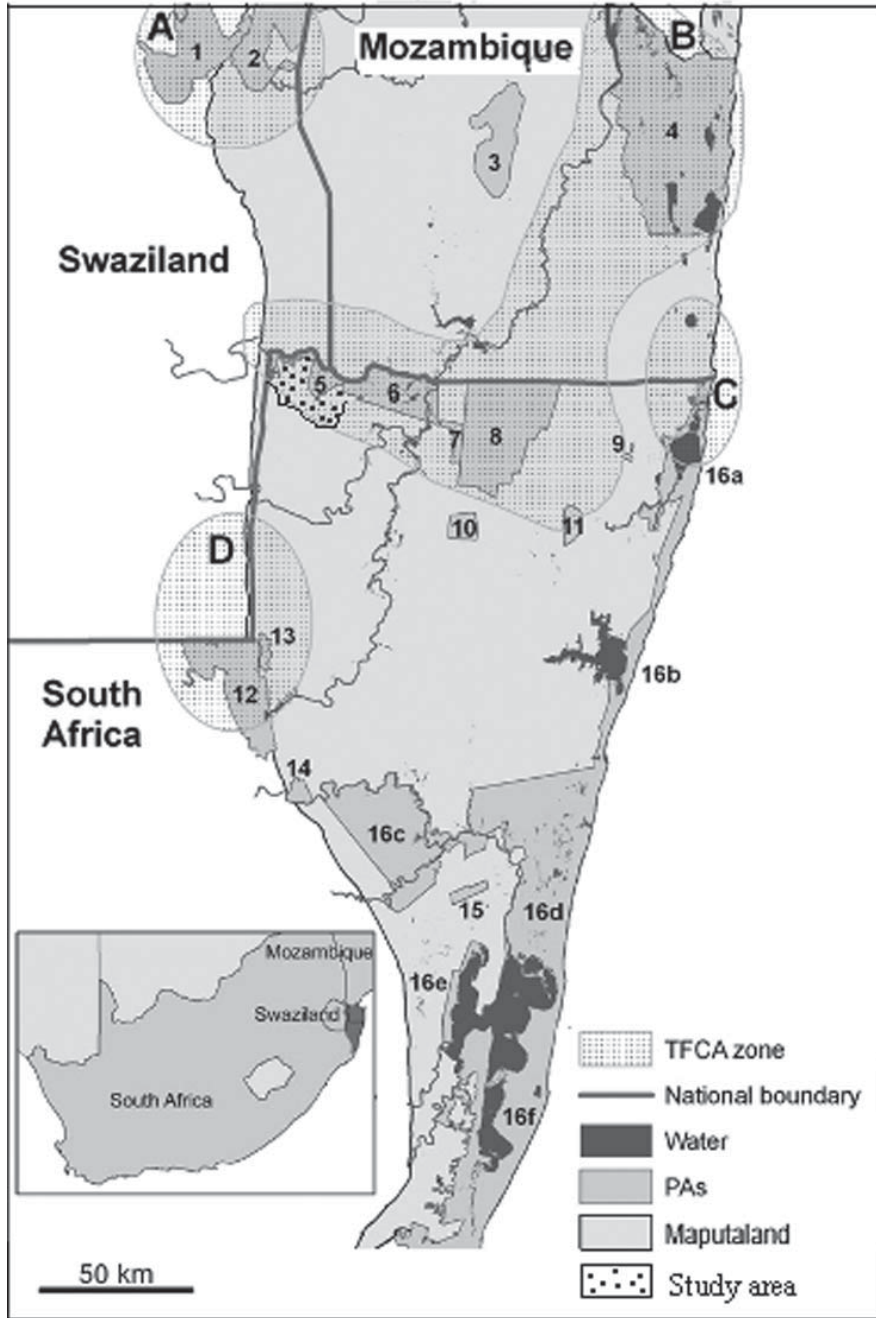 A
1
2
Mozambique
B
3
4
Swaziland
5
6
C
7
8
9
16a
10
11
D
13
16b
12
South
Africa
14
16c
15
16d
16e
16f
Mozambique
Swaziland
South Africa
TFCA zone
National boundary
Water
PAs
Maputaland
Study area
50 km